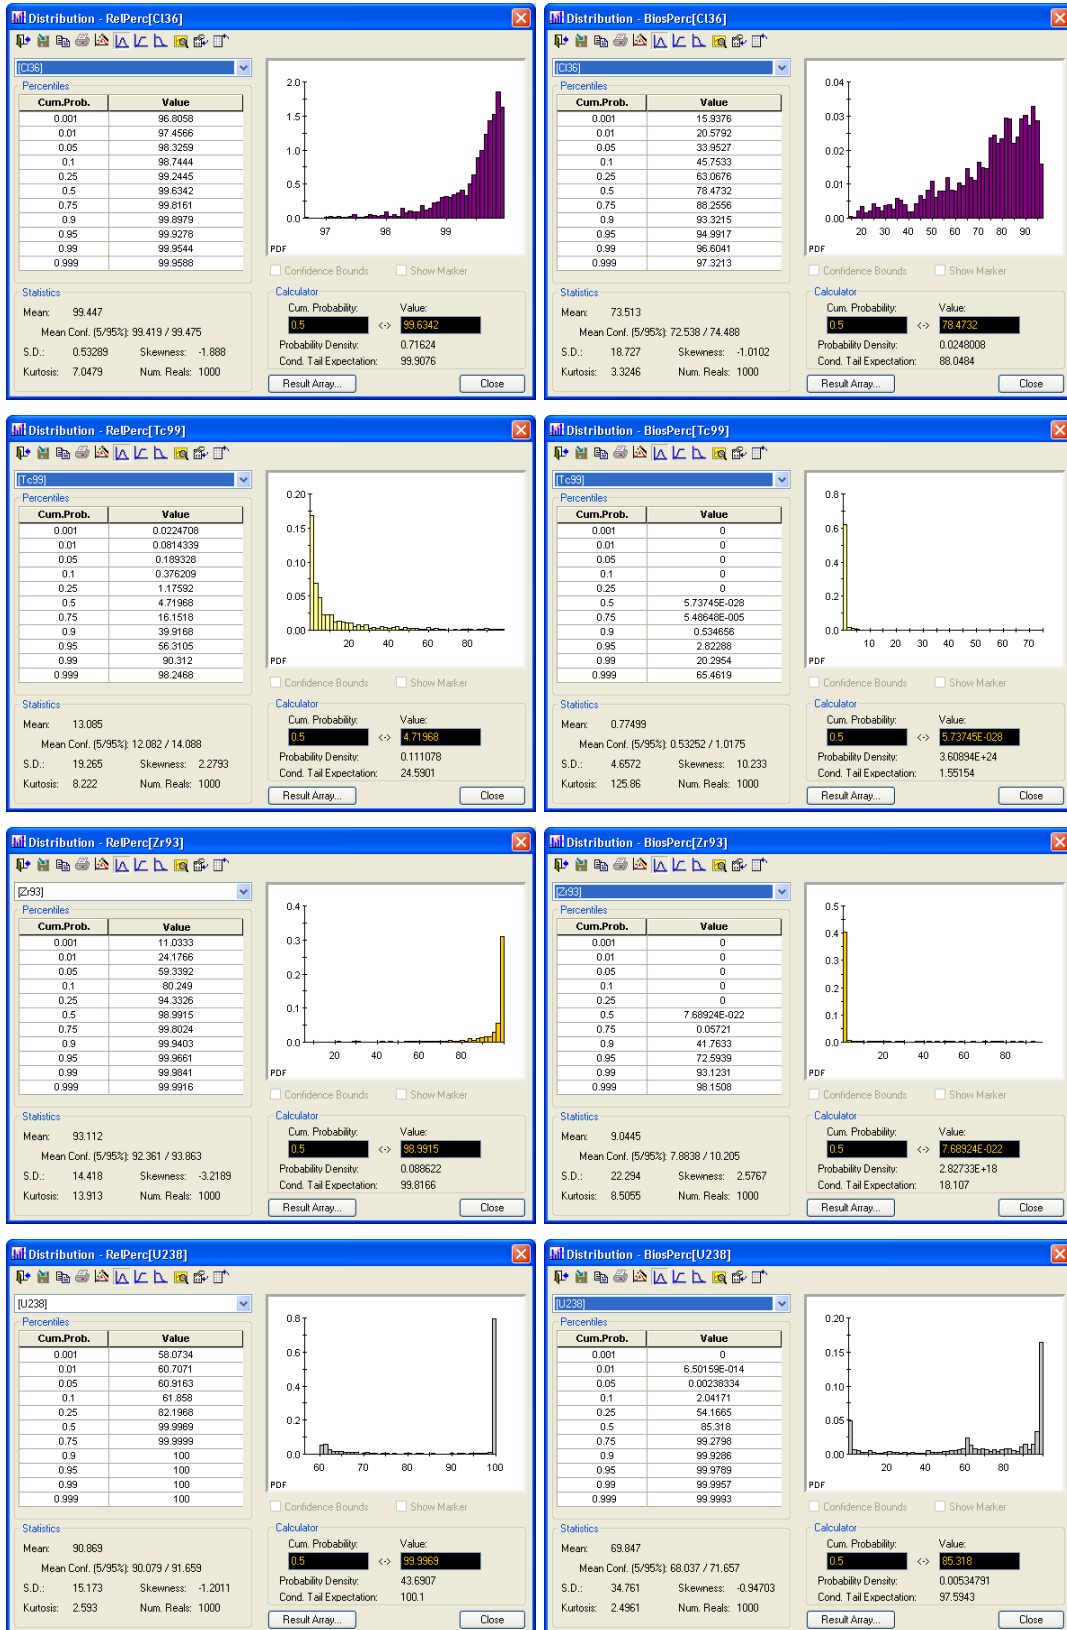 Distribution - RelPerc[Cl36]
[Cl36]
Percentiles
Cum.Prob. Value
0.001 96.8058
0.01 97.4566
0.05 98.3259
0.1 98.7444
0.25 99.2445
0.5 99.6342
0.75 99.8161
0.9 99.8979
0.95 99.9278
0.99 99.9544
0.999 99.9588
2.0
1.5
1.0
0.5
0.0
97 98 99
PDF
Confidence Bounds Show Marker
Statistics
Mean: 99.447
Mean Conf. (5/95%): 99.419 / 99.475
S.D.: 0.53289 Skewness: -1.888
Kurtosis: 7.0479 Num. Reals: 1000
Calculator
Cum. Probability: Value:
0.5 <-> 99.6342
Probability Density: 0.71624
Cond. Tail Expectation: 99.9076
Result Array... Close
Distribution - BiosPerc[Cl36]
[Cl36]
Percentiles
Cum.Prob. Value
0.001 15.9376
0.01 20.5792
0.05 33.9527
0.1 45.7533
0.25 63.0676
0.5 78.4732
0.75 88.2556
0.9 93.3215
0.95 94.9917
0.99 96.6041
0.999 97.3213
0.04
0.03
0.02
0.01
0.00
20 30 40 50 60 70 80 90
PDF
Confidence Bounds Show Marker
Statistics
Mean: 73.513
Mean Conf. (5/95%): 72.538 / 74.488
S.D.: 18.727 Skewness: -1.0102
Kurtosis: 3.3246 Num. Reals: 1000
Calculator
Cum. Probability: Value:
0.5 <-> 78.4732
Probability Density: 0.0248008
Cond. Tail Expectation: 88.0484
Result Array... Close
Distribution - RelPerc[Tc99]
[Tc99]
Percentiles
Cum.Prob. Value
0.001 0.0224708
0.01 0.0814339
0.05 0.189328
0.1 0.376209
0.25 1.17592
0.5 4.71968
0.75 16.1518
0.9 39.9168
0.95 56.3105
0.99 90.312
0.999 98.2468
0.20
0.15
0.10
0.05
0.00
20 40 60 80
PDF
Confidence Bounds Show Marker
Statistics
Mean: 13.085
Mean Conf. (5/95%): 12.082 / 14.088
S.D.: 19.265 Skewness: 2.2793
Kurtosis: 8.222 Num. Reals: 1000
Calculator
Cum. Probability: Value:
0.5 <-> 4.71968
Probability Density: 0.111078
Cond. Tail Expectation: 24.5901
Result Array... Close
Distribution - BiosPerc[Tc99]
[Tc99]
Percentiles
Cum.Prob. Value
0.001 0
0.01 0
0.05 0
0.1 0
0.25 0
0.5 5.73745E-028
0.75 5.48648E-005
0.9 0.534656
0.95 2.82288
0.99 20.2954
0.999 65.4619
0.8
0.6
0.4
0.2
0.0
10 20 30 40 50 60 70
PDF
Confidence Bounds Show Marker
Statistics
Mean: 0.77499
Mean Conf. (5/95%): 0.53252 / 1.0175
S.D.: 4.6572 Skewness: 10.233
Kurtosis: 125.86 Num. Reals: 1000
Calculator
Cum. Probability: Value:
0.5 <-> 5.73745E-028
Probability Density: 3.60894E+24
Cond. Tail Expectation: 1.55154
Result Array... Close
Distribution - RelPerc[Zr93]
[Zr93]
Percentiles
Cum.Prob. Value
0.001 11.0333
0.01 24.1766
0.05 59.3392
0.1 80.249
0.25 94.3326
0.5 98.9915
0.75 99.8024
0.9 99.9403
0.95 99.9661
0.99 99.9841
0.999 99.9916
0.4
0.3
0.2
0.1
0.0
20 40 60 80
PDF
Confidence Bounds Show Marker
Statistics
Mean: 93.112
Mean Conf. (5/95%): 92.361 / 93.863
S.D.: 14.418 Skewness: -3.2189
Kurtosis: 13.913 Num. Reals: 1000
Calculator
Cum. Probability: Value:
0.5 <-> 98.9915
Probability Density: 0.088622
Cond. Tail Expectation: 99.8166
Result Array... Close
Distribution - BiosPerc[Zr93]
[Zr93]
Percentiles
Cum.Prob. Value
0.001 0
0.01 0
0.05 0
0.1 0
0.25 0
0.5 7.68924E-022
0.75 0.05721
0.9 41.7633
0.95 72.5939
0.99 93.1231
0.999 98.1508
0.5
0.4
0.3
0.2
0.1
0.0
20 40 60 80
PDF
Confidence Bounds Show Marker
Statistics
Mean: 9.0445
Mean Conf. (5/95%): 7.8838 / 10.205
S.D.: 22.294 Skewness: 2.5767
Kurtosis: 8.5055 Num. Reals: 1000
Calculator
Cum. Probability: Value:
0.5 <-> 7.68924E-022
Probability Density: 2.82733E+18
Cond. Tail Expectation: 18.107
Result Array... Close
Distribution - RelPerc[U238]
[U238]
Percentiles
Cum.Prob. Value
0.001 58.0734
0.01 60.7071
0.05 60.9163
0.1 61.858
0.25 82.1968
0.5 99.9969
0.75 99.9999
0.9 100
0.95 100
0.99 100
0.999 100
0.8
0.6
0.4
0.2
0.0
60 70 80 90 100
PDF
Confidence Bounds Show Marker
Statistics
Mean: 90.869
Mean Conf. (5/95%): 90.079 / 91.659
S.D.: 15.173 Skewness: -1.2011
Kurtosis: 2.593 Num. Reals: 1000
Calculator
Cum. Probability: Value:
0.5 <-> 99.9969
Probability Density: 43.6907
Cond. Tail Expectation: 100.1
Result Array... Close
Distribution - BiosPerc[U238]
[U238]
Percentiles
Cum.Prob. Value
0.001 0
0.01 6.50159E-014
0.05 0.00238334
0.1 2.04171
0.25 54.1665
0.5 85.318
0.75 99.2798
0.9 99.9286
0.95 99.9789
0.99 99.9957
0.999 99.9993
0.20
0.15
0.10
0.05
0.00
20 40 60 80
PDF
Confidence Bounds Show Marker
Statistics
Mean: 69.847
Mean Conf. (5/95%): 68.037 / 71.657
S.D.: 34.761 Skewness: -0.94703
Kurtosis: 2.4961 Num. Reals: 1000
Calculator
Cum. Probability: Value:
0.5 <-> 85.318
Probability Density: 0.00534791
Cond. Tail Expectation: 97.5943
Result Array... Close